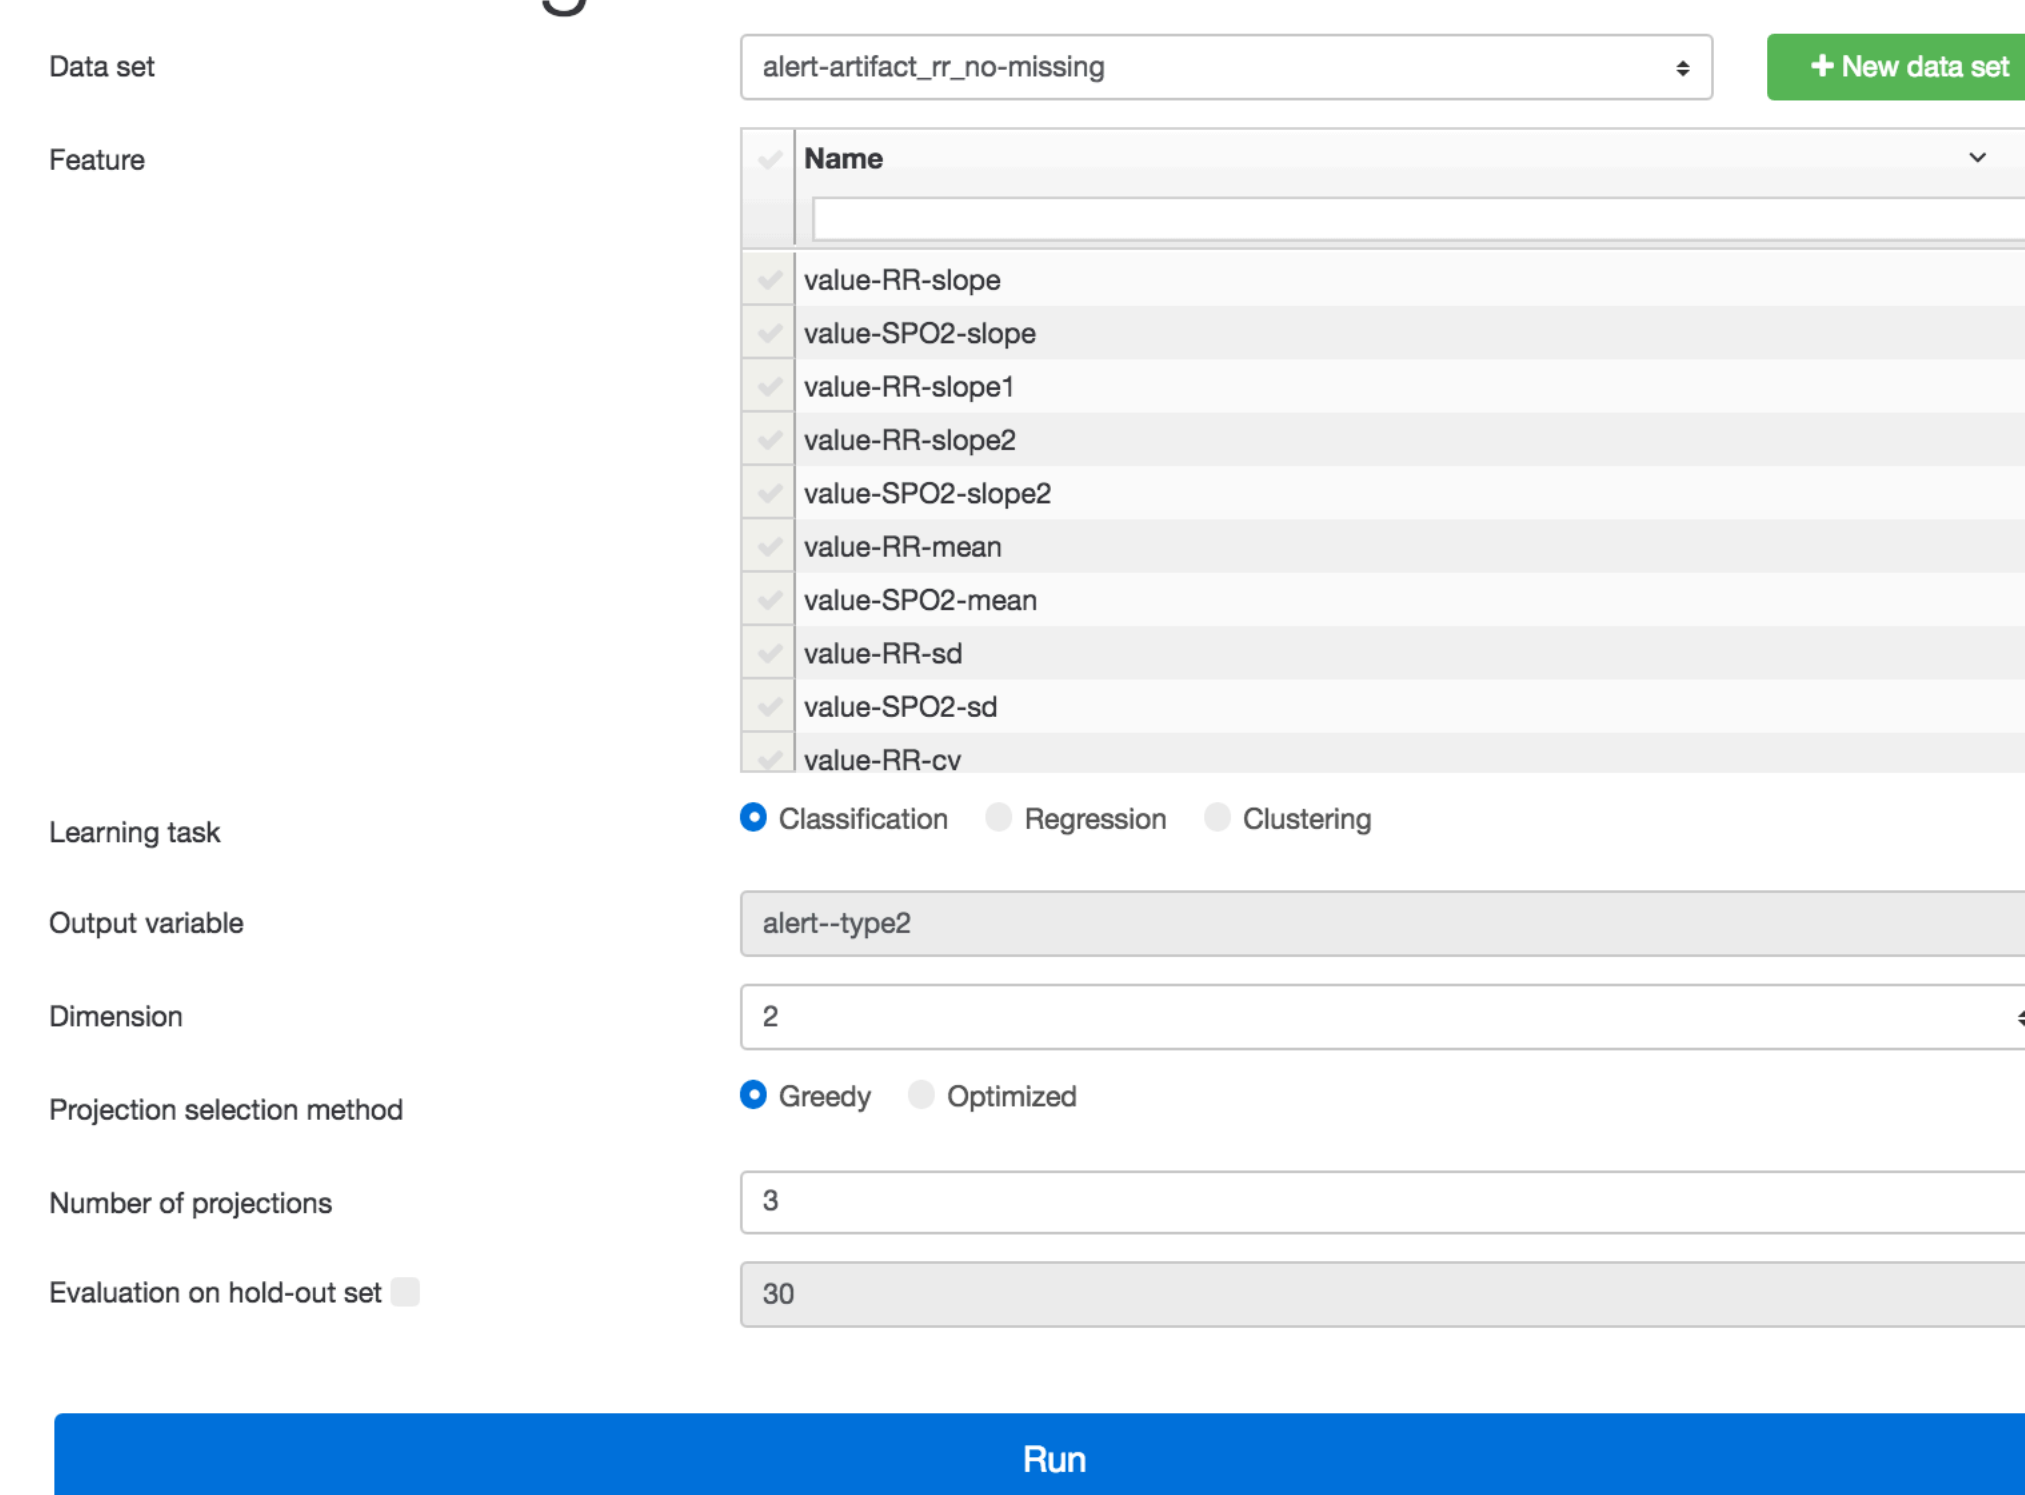 Data set
alert-artifact_rr_no-missing
+ New data set
Feature
Name
value-RR-slope
value-SPO2-slope
value-RR-slope1
value-RR-slope2
value-SPO2-slope2
value-RR-mean
value-SPO2-mean
value-RR-sd
value-SPO2-sd
value-RR-cv
Learning task
Classification Regression Clustering
Output variable
alert--type2
Dimension
2
Projection selection method
Greedy Optimized
Number of projections
3
Evaluation on hold-out set
30
Run